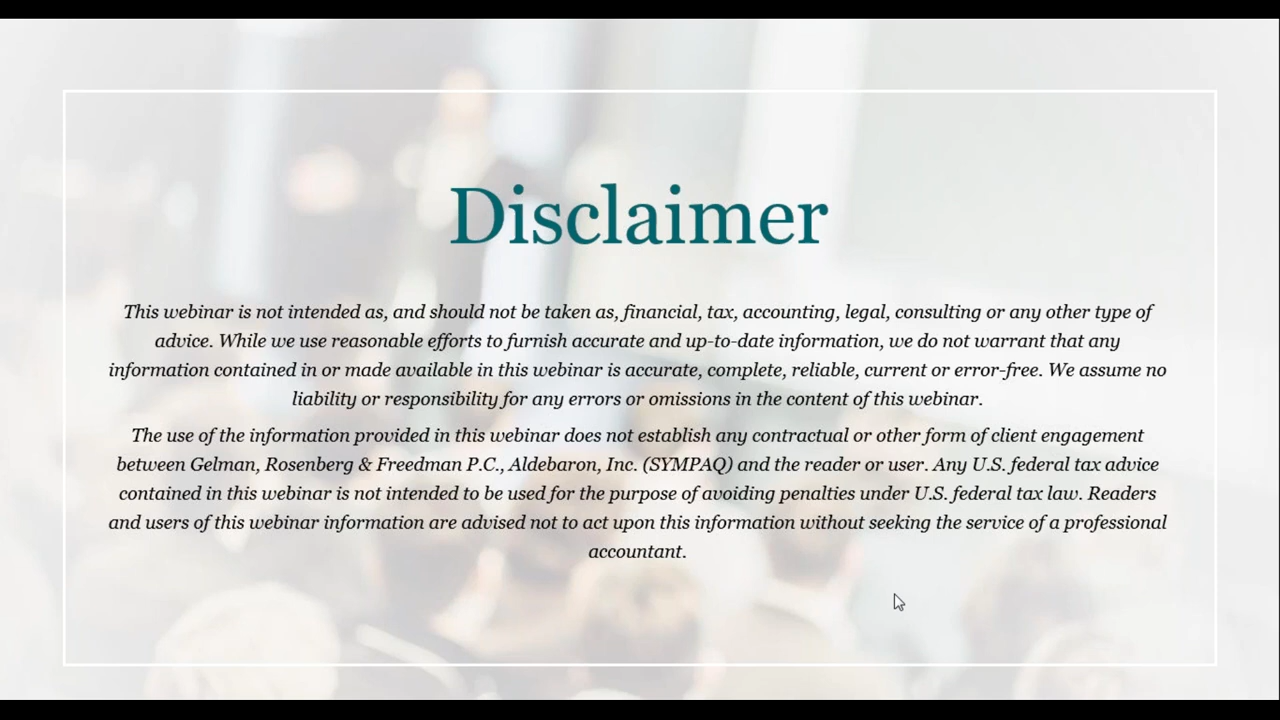 Disclaimer
This webinar is not intended as, and should not be taken as, financial, tax, accounting, legal, consulting or any other type of
advice. While we use reasonable efforts to furnish accurate and up-to-date information, we do not warrant that any
information contained in or made available in this webinar is accurate, complete, reliable, current or error-free. We assume no
liability or responsibility for any errors or omissions in the content of this webinar.
The use of the information provided in this webinar does not establish any contractual or other form of client engagement
between Gelman, Rosenberg & Freedman P.C., Aldebaron, Inc. (SYMPAQ) and the reader or user. Any U.S. federal tax advice
contained in this webinar is not intended to be used for the purpose of avoiding penalties under U.S. federal tax law. Readers
and users of this webinar information are advised not to act upon this information without seeking the service of a professional
accountant.